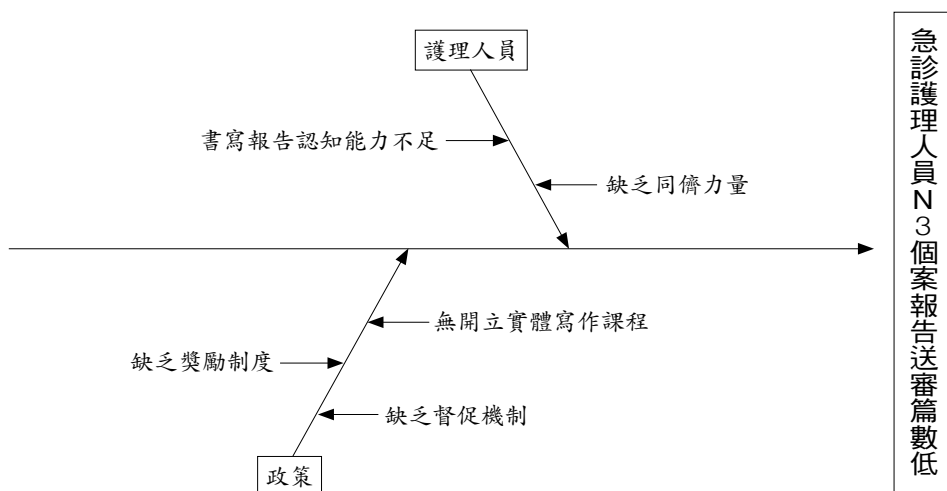 護理人員
書寫報告認知能力不足
缺乏同儕力量
無開立實體寫作課程
缺乏獎勵制度
缺乏督促機制
政策
急診護理人員N3個案報告送審篇數低